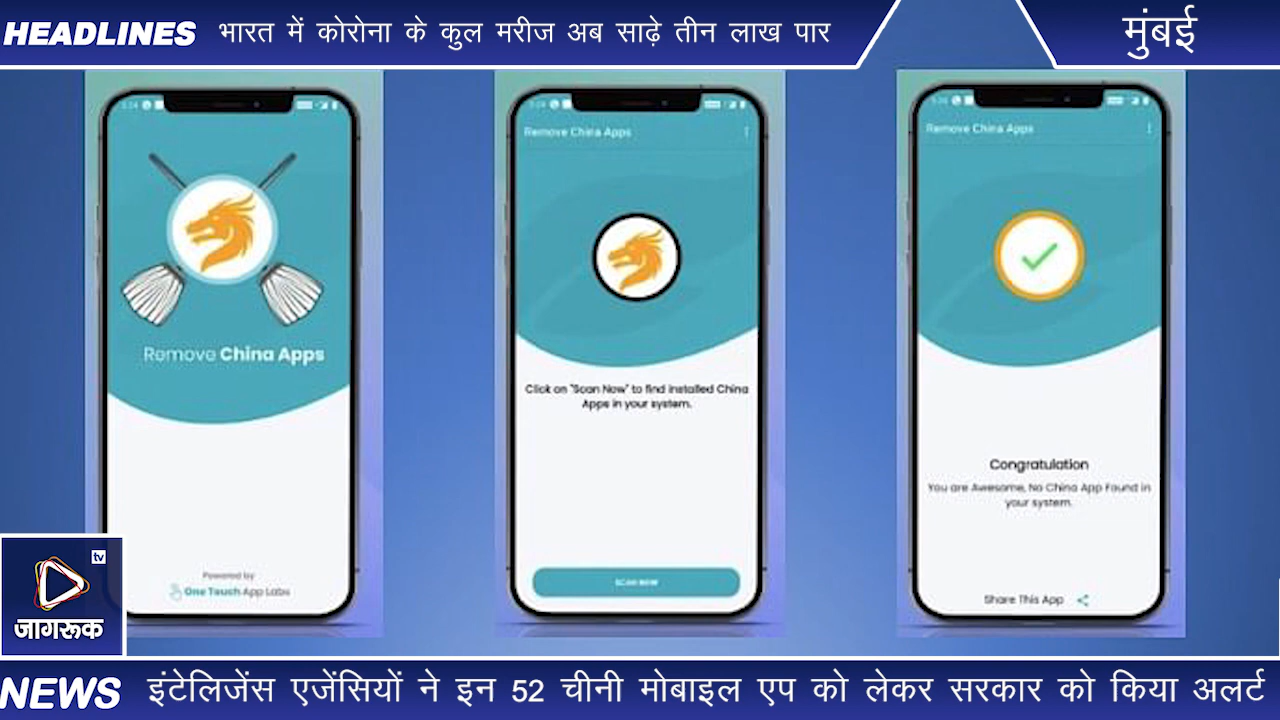 HEADLINES भारत में कोरोना के कुल मरीज अब साढ़े तीन लाख पार
मुंबई
Remove China Apps
Powered by
One Touch App Labs
Remove China Apps
Click on "Scan Now" to find installed China
Apps in your system.
SCAN NOW
Remove China Apps
Congratulation
You are Awesome, No China App Found in
your system.
Share This App
tv
जागरूक
NEWS इंटेलिजेंस एजेंसियों ने इन 52 चीनी मोबाइल एप को लेकर सरकार को किया अलर्ट